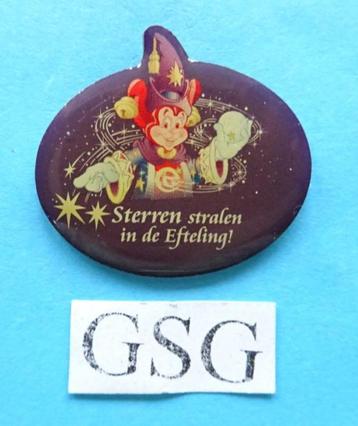 Sterren stralen
in de Efteling!
GSG